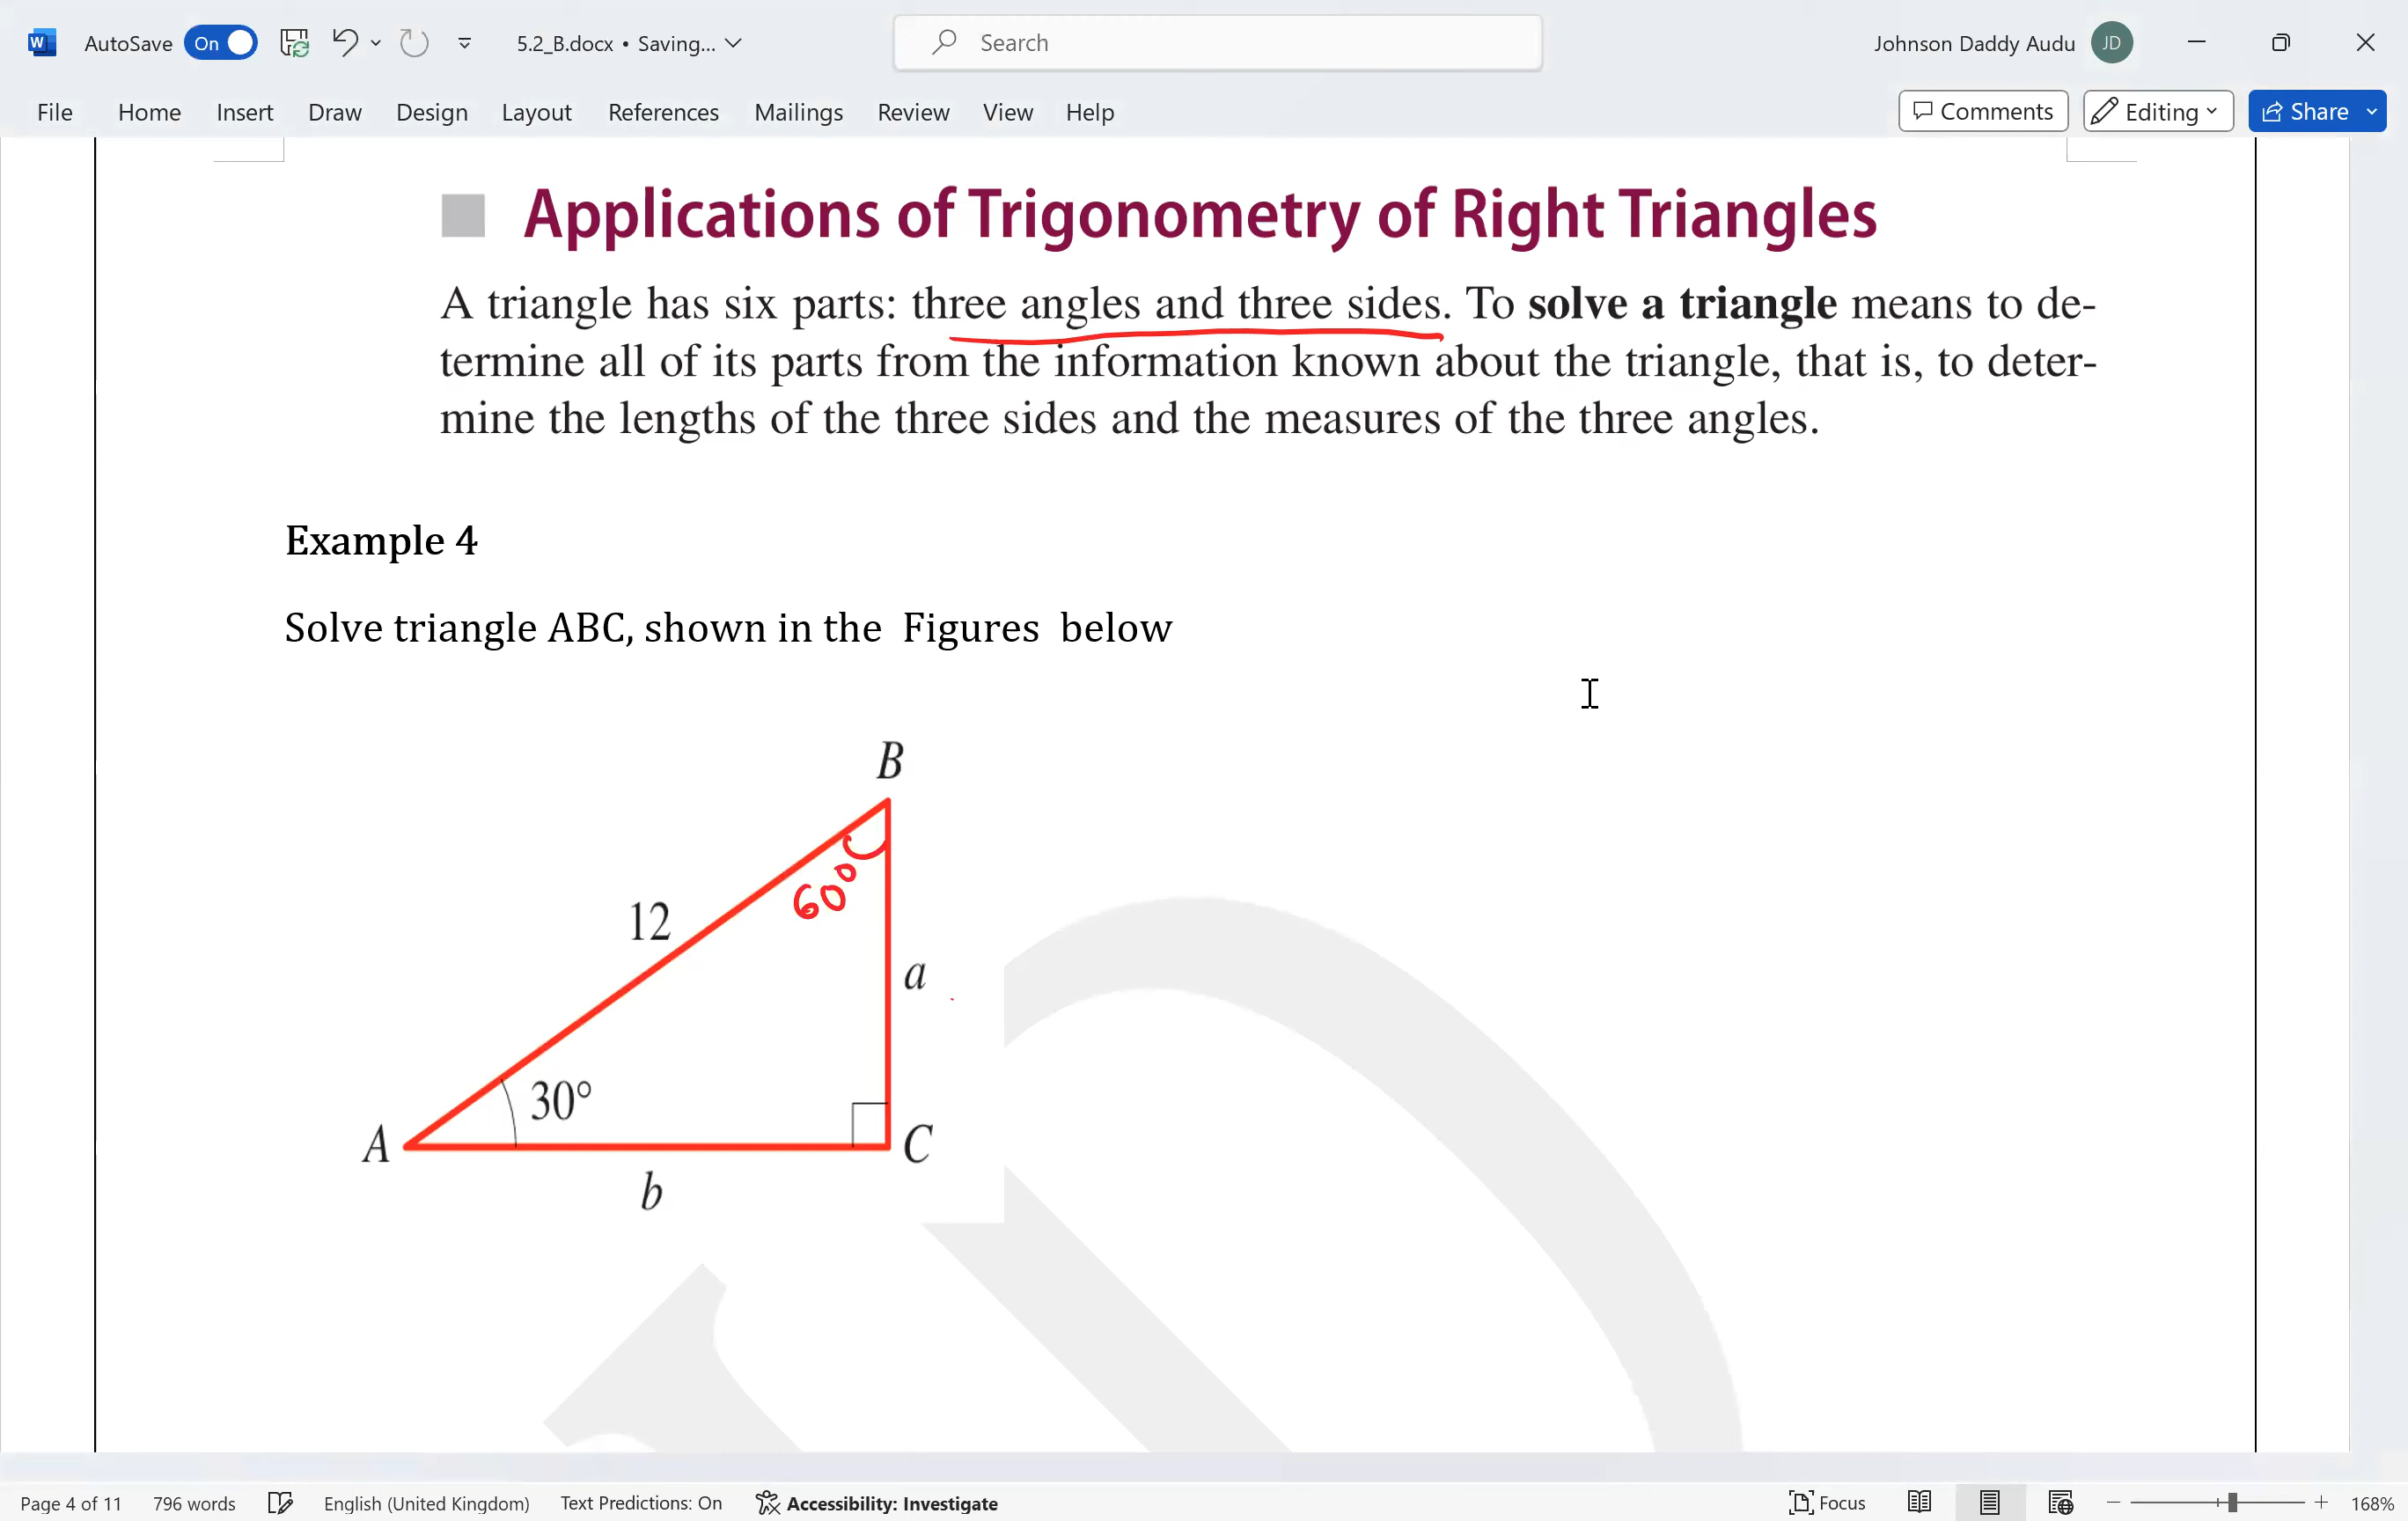 W AutoSave On 5.2_B.docx • Saving... Search Johnson Daddy Audu JD
File Home Insert Draw Design Layout References Mailings Review View Help Comments Editing Share
Applications of Trigonometry of Right Triangles
A triangle has six parts: three angles and three sides. To solve a triangle means to de-
termine all of its parts from the information known about the triangle, that is, to deter-
mine the lengths of the three sides and the measures of the three angles.
Example 4
Solve triangle ABC, shown in the Figures below
B
60°
12
a
30°
A
C
b
Page 4 of 11 796 words English (United Kingdom) Text Predictions: On Accessibility: Investigate Focus 168%